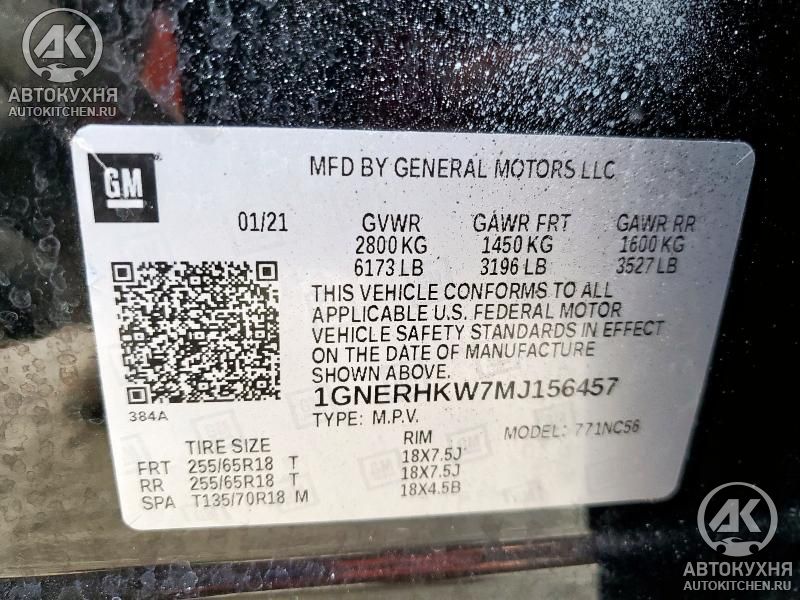 АВТОКУХНЯ
AUTOKITCHEN.RU
GM
MFD BY GENERAL MOTORS LLC
01/21 GVWR GAWR FRT GAWR RR
2800 KG 1450 KG 1600 KG
6173 LB 3196 LB 3527 LB
THIS VEHICLE CONFORMS TO ALL
APPLICABLE U.S. FEDERAL MOTOR
VEHICLE SAFETY STANDARDS IN EFFECT
ON THE DATE OF MANUFACTURE
SHOWN ABOVE.
1GNERHKW7MJ156457
384A
TYPE: M.P.V. MODEL: 771NC56
TIRE SIZE RIM
FRT 255/65R18 T 18X7.5J
RR 255/65R18 T 18X7.5J
SPA T135/70R18 M 18X4.5B
АВТОКУХНЯ
AUTOKITCHEN.RU